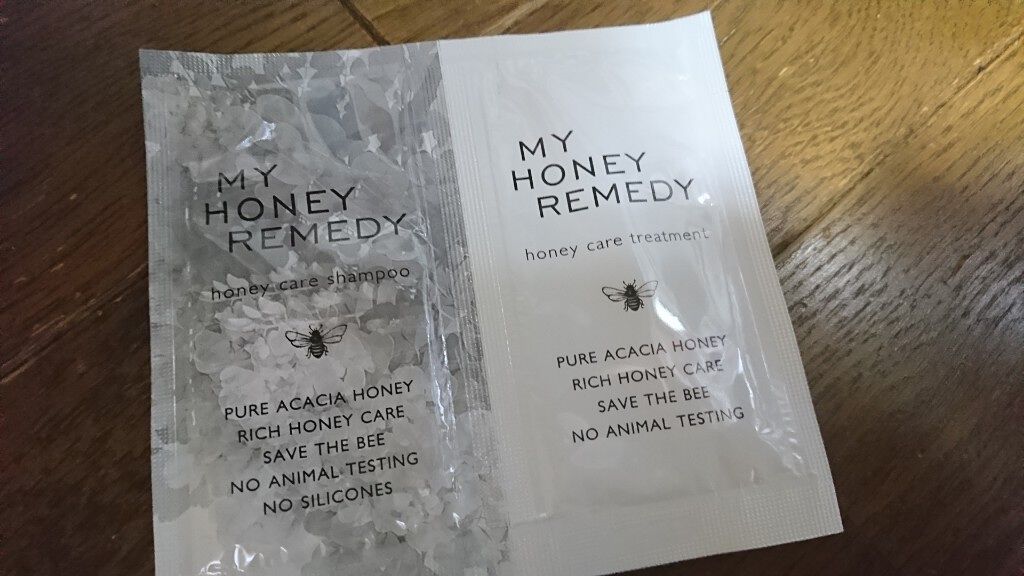 MY
HONEY
REMEDY
honey care shampoo
PURE ACACIA HONEY
RICH HONEY CARE
SAVE THE BEE
NO ANIMAL TESTING
NO SILICONES
MY
HONEY
REMEDY
honey care treatment
PURE ACACIA HONEY
RICH HONEY CARE
SAVE THE BEE
NO ANIMAL TESTING